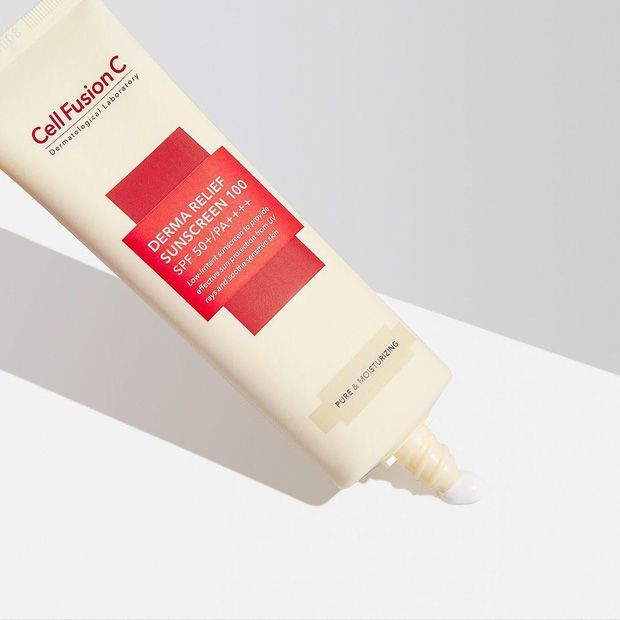 Cell Fusion C
Dermatological Laboratory
DERMA RELIEF
SUNSCREEN 100
SPF 50+/PA++++
Low-irritant sunscreen to provide
effective sun protection from UV
rays and soothe sensitive skin
PURE & MOISTURIZING